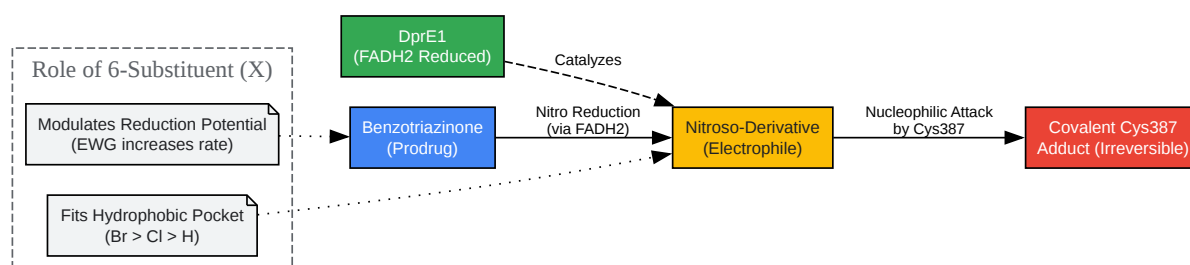 DprE1
(FADH2 Reduced)
Role of 6-Substituent (X)
Catalyzes
Modulates Reduction Potential
(EWG increases rate)
Benzotriazinone
(Prodrug)
Nitro Reduction
(via FADH2)
Nitroso-Derivative
(Electrophile)
Nucleophilic Attack
by Cys387
Covalent Cys387
Adduct (Irreversible)
Fits Hydrophobic Pocket
(Br > Cl > H)